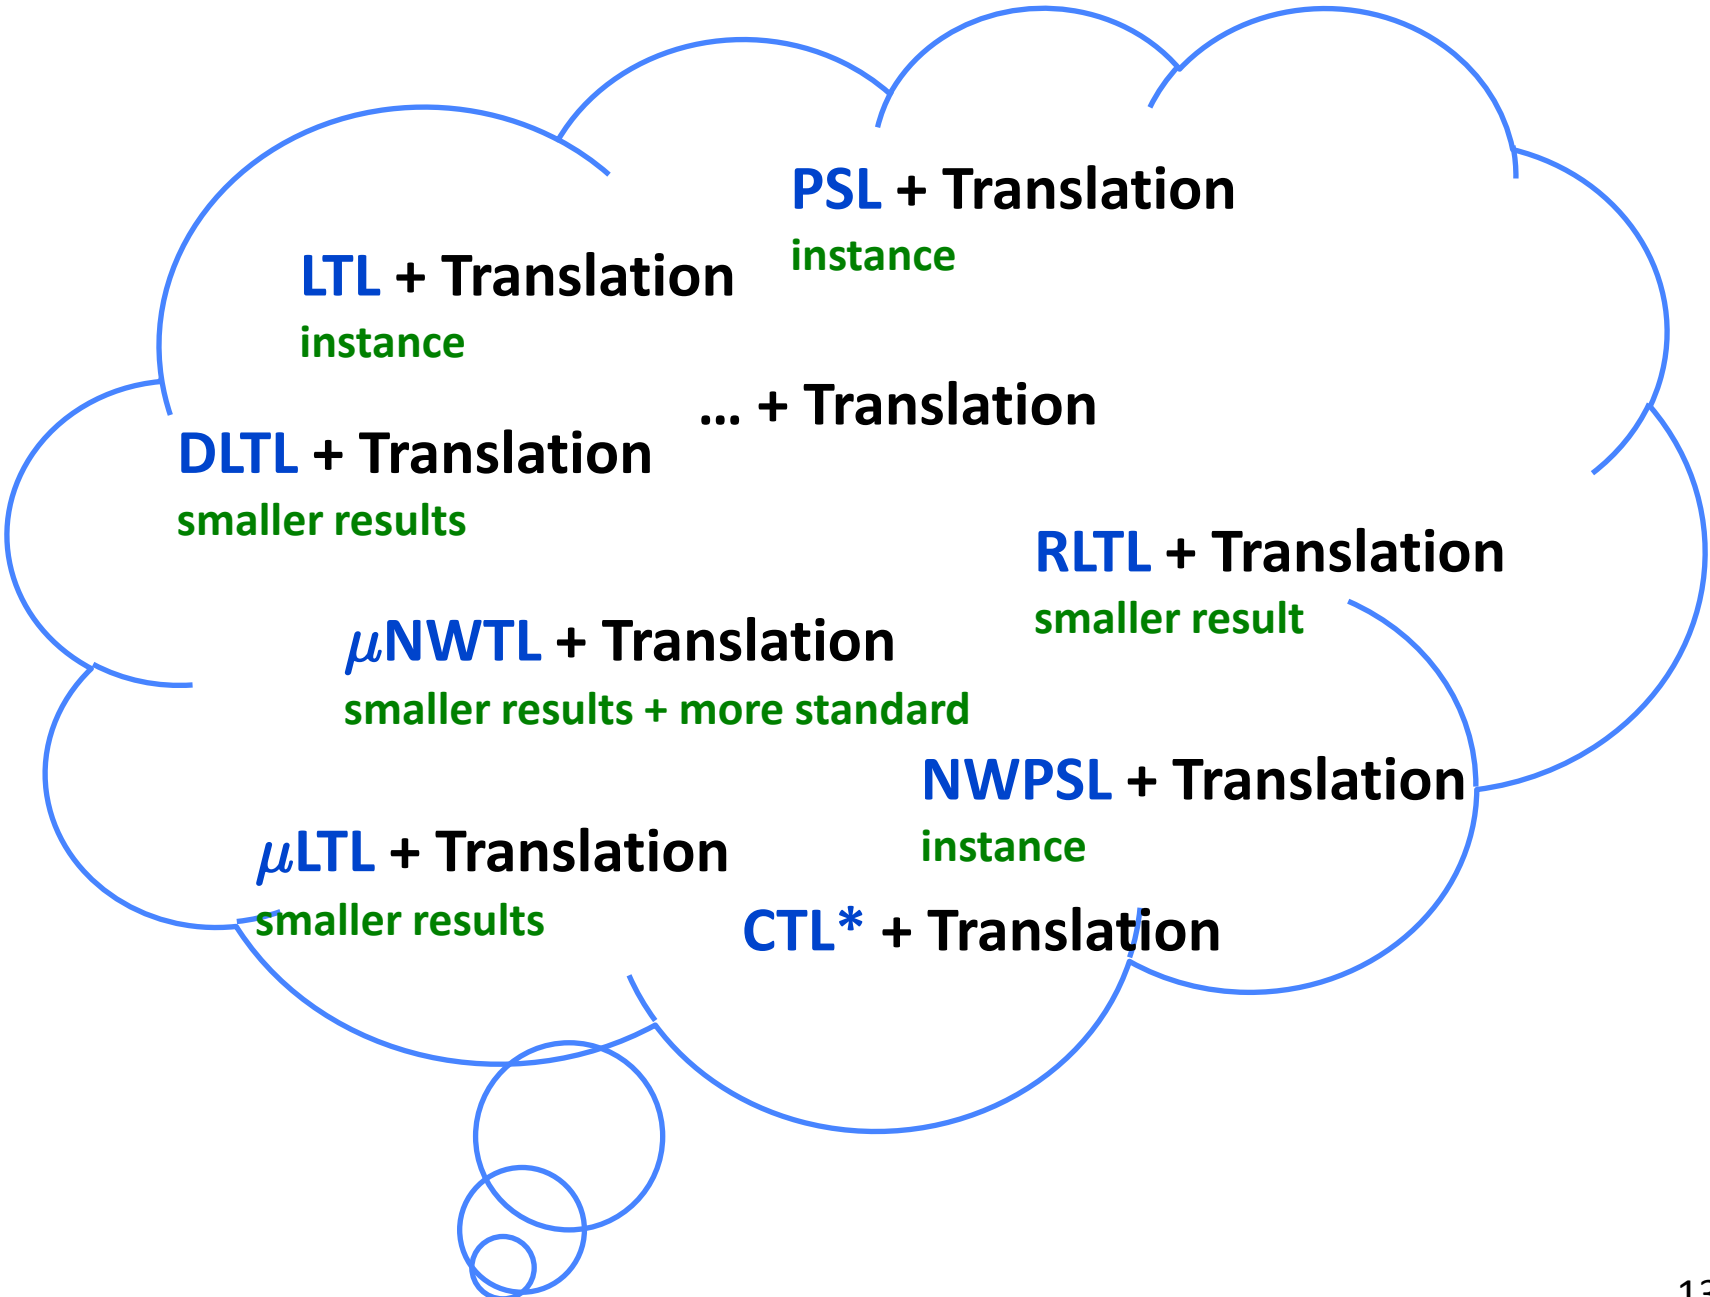 PSL + Translation
instance
LTL + Translation
instance
... + Translation
DLTL + Translation
smaller results
RLTL + Translation
smaller result
μNWTL + Translation
smaller results + more standard
NWPSL + Translation
instance
μLTL + Translation
smaller results
CTL* + Translation
13